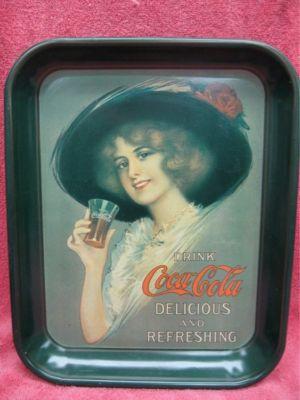 DRINK
Coca-Cola
DELICIOUS
AND
REFRESHING